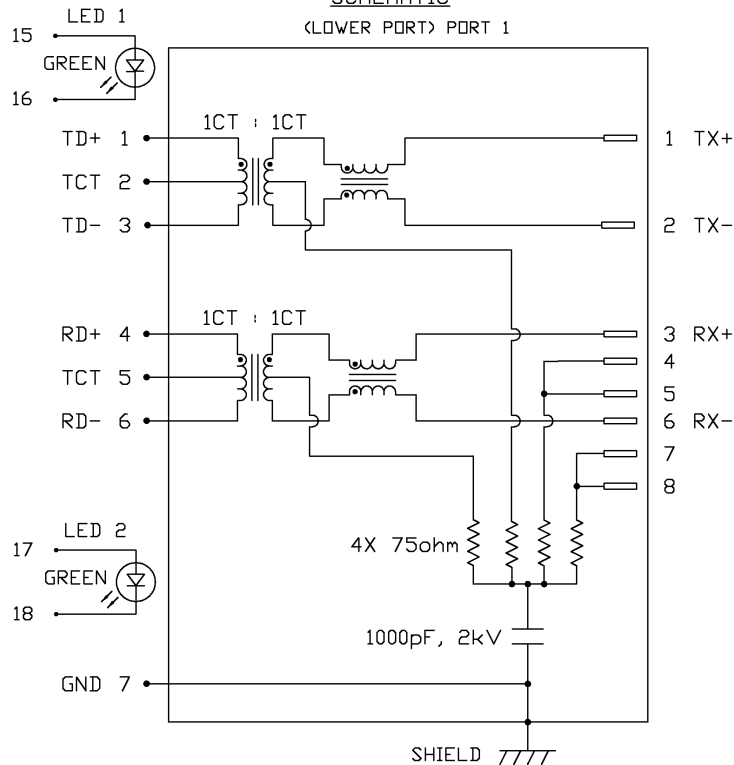 SCHEMATIC
(LOWER PORT) PORT 1
LED 1
15
GREEN
16
1CT : 1CT
TD+ 1
TCT 2
TD- 3
1 TX+
2 TX-
1CT : 1CT
RD+ 4
TCT 5
RD- 6
3 RX+
4
5
6 RX-
7
8
LED 2
17
GREEN
18
4X 75ohm
1000pF, 2kV
GND 7
SHIELD